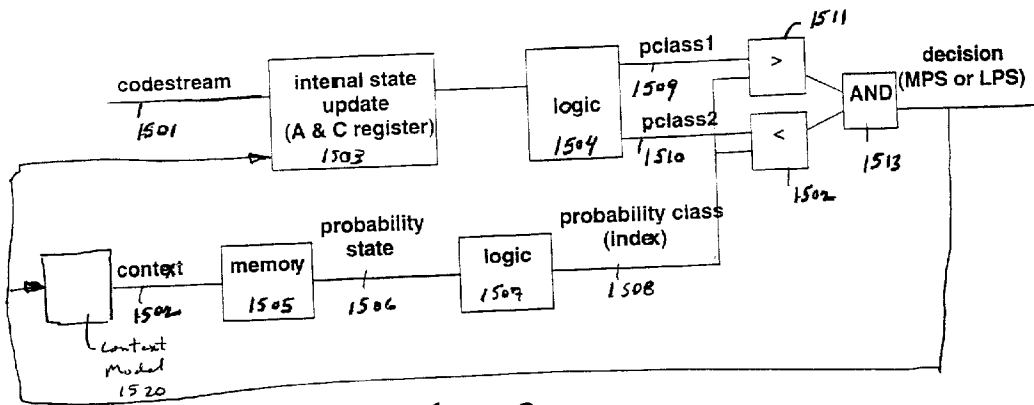 1511
pclass1
decision
(MPS or LPS)
codestream
internal state
update
(A & C register)
>
1509
logic
AND
1501
pclass2
1503
1504
1510
<
1513
1502
probability
state
probability class
(index)
context
memory
logic
1502
1505
1506
1507
1508
Context
Model
1520